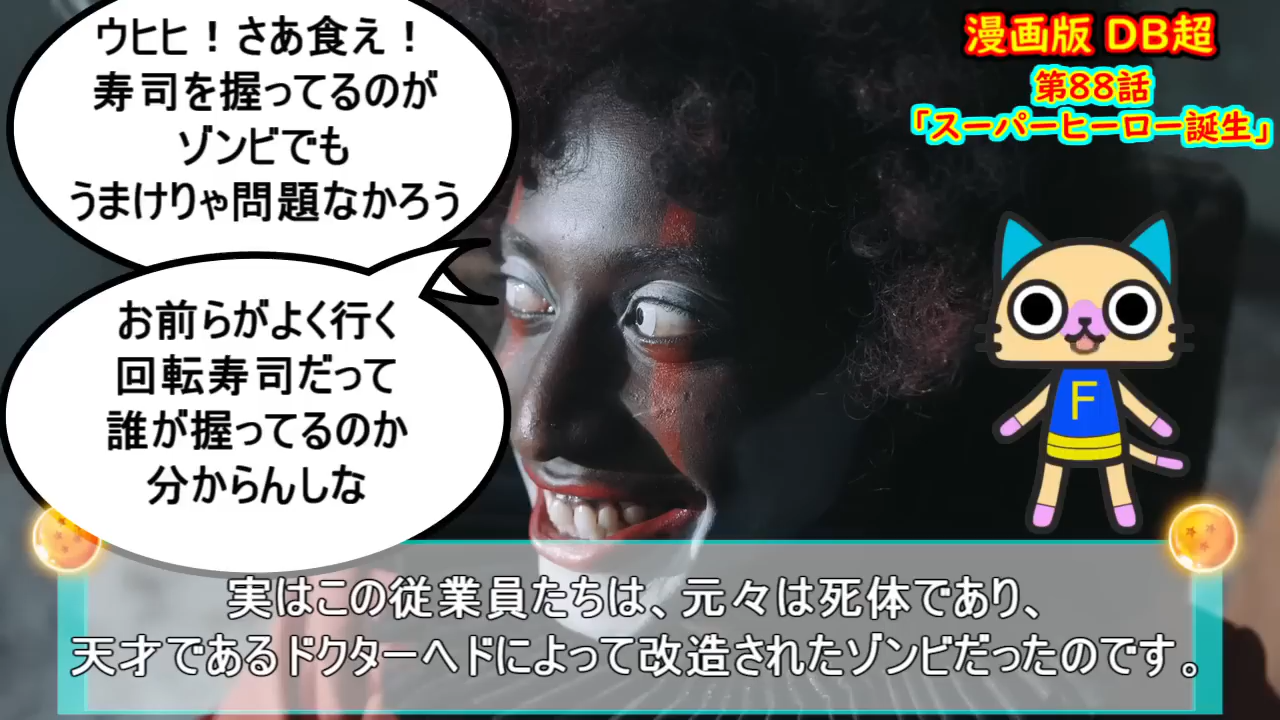 ウヒヒ！さあ食え！
寿司を握ってるのが
ゾンビでも
うまけりゃ問題なかろう
お前らがよく行く
回転寿司だって
誰が握ってるのか
分からんしな
漫画版 DB超
第88話
「スーパーヒーロー誕生」
F
実はこの従業員たちは、元々は死体であり、
天才であるドクターヘドによって改造されたゾンビだったのです。